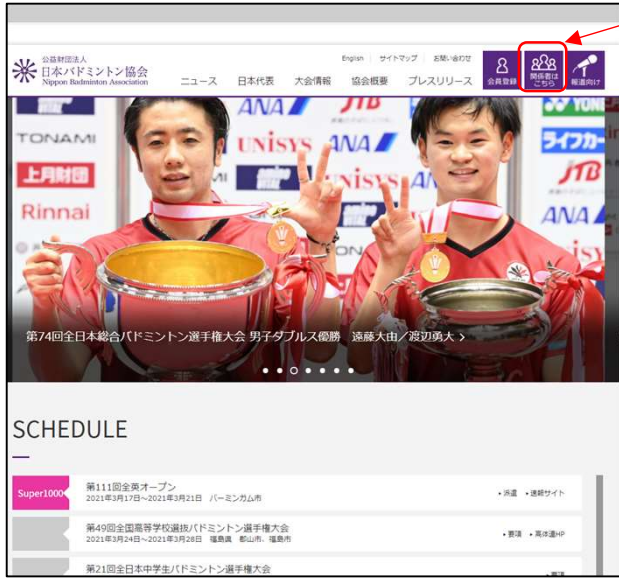 English サイトマップ お問い合わせ
公益財団法人
日本バドミントン協会
Nippon Badminton Association
ニュース 日本代表 大会情報 協会概要 プレスリリース
会員登録
関係者は
こちら
報道向け
ANA JTB
TONAMI
UNISYS ANA
YONE
ライフカー
上月財団
JTB
Rinnai
UNISYS
ANA
第74回全日本総合バドミントン選手権大会 男子ダブルス優勝 遠藤大由／渡辺勇大 >
SCHEDULE
Super1000
第111回全英オープン
2021年3月17日～2021年3月21日 バーミンガム市
・派遣 ・速報サイト
第49回全国高等学校選抜バドミントン選手権大会
2021年3月24日～2021年3月28日 福島県 郡山市、福島市
・要項 ・高体連HP
第21回全日本中学生バドミントン選手権大会
・要項